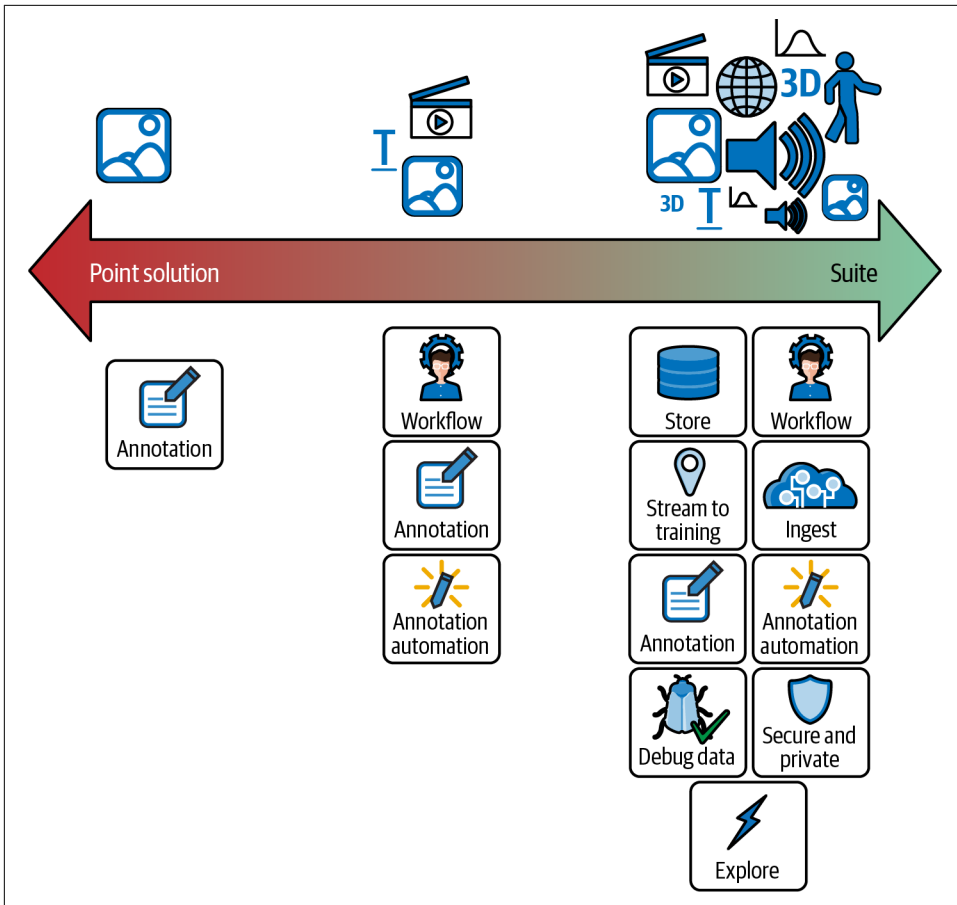 3D
T
3D
T
Point solution
Suite
Annotation
Workflow
Annotation
Annotation
automation
Store
Workflow
Stream to
training
Ingest
Annotation
Annotation
automation
Debug data
Secure and
private
Explore